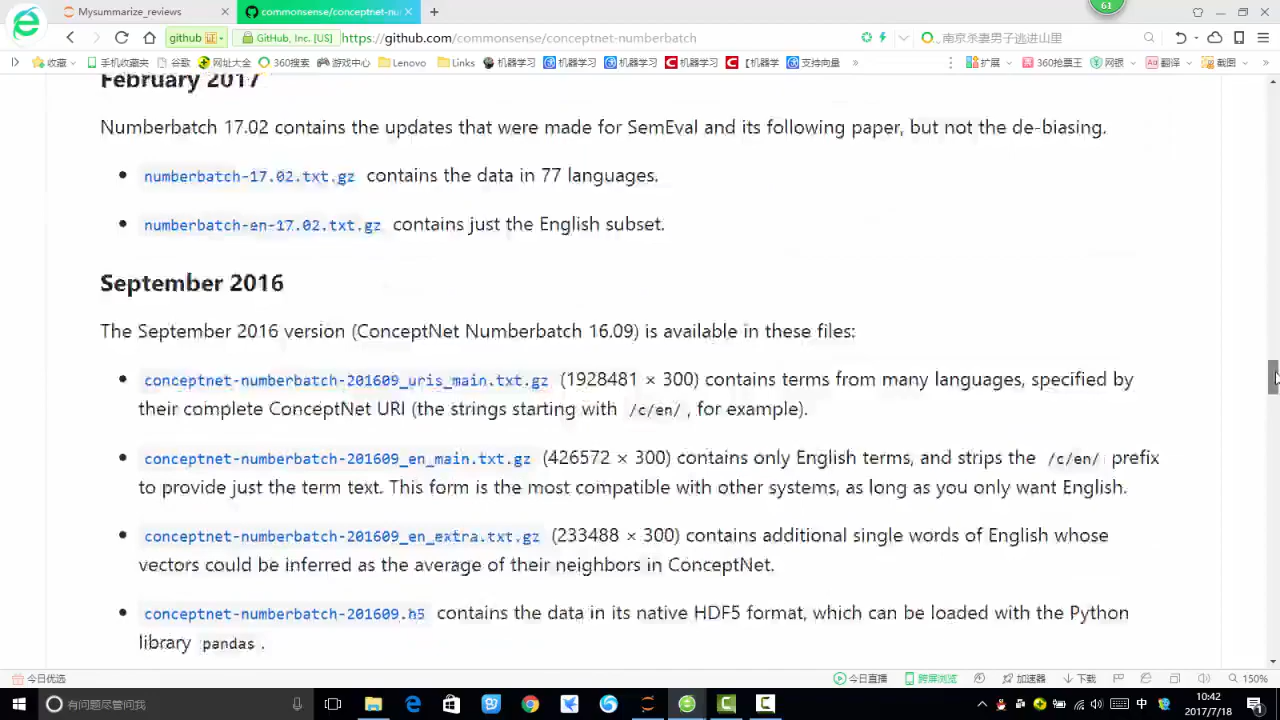 61
Mysummarize_reviews
commonsense/conceptnet-nu
github
证
GitHub, Inc. [US]
https://github.com/commonsense/conceptnet-numberbatch
南京杀妻男子逃进山里
收藏
手机收藏夹
谷歌
网址大全
360搜索
游戏中心
Lenovo
Links
机器学习
机器学习
机器学习
机器学习
【机器学
支持向量
»
扩展
360抢票王
网银
翻译
截图
»
February 2017
Numberbatch 17.02 contains the updates that were made for SemEval and its following paper, but not the de-biasing.
numberbatch-17.02.txt.gz contains the data in 77 languages.
numberbatch-en-17.02.txt.gz contains just the English subset.
September 2016
The September 2016 version (ConceptNet Numberbatch 16.09) is available in these files:
conceptnet-numberbatch-201609_uris_main.txt.gz (1928481 × 300) contains terms from many languages, specified by
their complete ConceptNet URI (the strings starting with /c/en/ , for example).
conceptnet-numberbatch-201609_en_main.txt.gz (426572 × 300) contains only English terms, and strips the /c/en/ prefix
to provide just the term text. This form is the most compatible with other systems, as long as you only want English.
conceptnet-numberbatch-201609_en_extra.txt.gz (233488 × 300) contains additional single words of English whose
vectors could be inferred as the average of their neighbors in ConceptNet.
conceptnet-numberbatch-201609.h5 contains the data in its native HDF5 format, which can be loaded with the Python
library pandas .
今日优选
今日直播
跨屏浏览
加速器
下载
150%
有问题尽管问我
中
10:42
2017/7/18